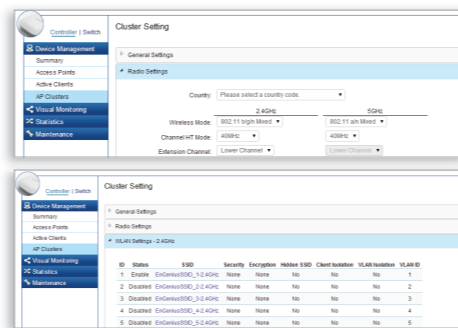 Controller | Switch
Cluster Setting
Device Management
Summary
Access Points
Active Clients
AP Clusters
Visual Monitoring
Statistics
Maintenance
General Settings
Radio Settings
Country: Please select a country code.
2.4GHz 5GHz
Wireless Mode: 802.11 b/g/n Mixed 802.11 a/n Mixed
Channel HT Mode: 40MHz 40MHz
Extension Channel: Lower Channel Lower Channel
Controller | Switch
Cluster Setting
Device Management
Summary
Access Points
Active Clients
AP Clusters
Visual Monitoring
Statistics
Maintenance
General Settings
Radio Settings
WLAN Settings - 2.4GHz
ID Status SSID Security Encryption Hidden SSID Client Isolation VLAN Isolation VLAN ID
1 Enable EnGeniusSSID_1-2.4GHz None None No No No 1
2 Disabled EnGeniusSSID_2-2.4GHz None None No No No 2
3 Disabled EnGeniusSSID_3-2.4GHz None None No No No 3
4 Disabled EnGeniusSSID_4-2.4GHz None None No No No 4
5 Disabled EnGeniusSSID_5-2.4GHz None None No No No 5